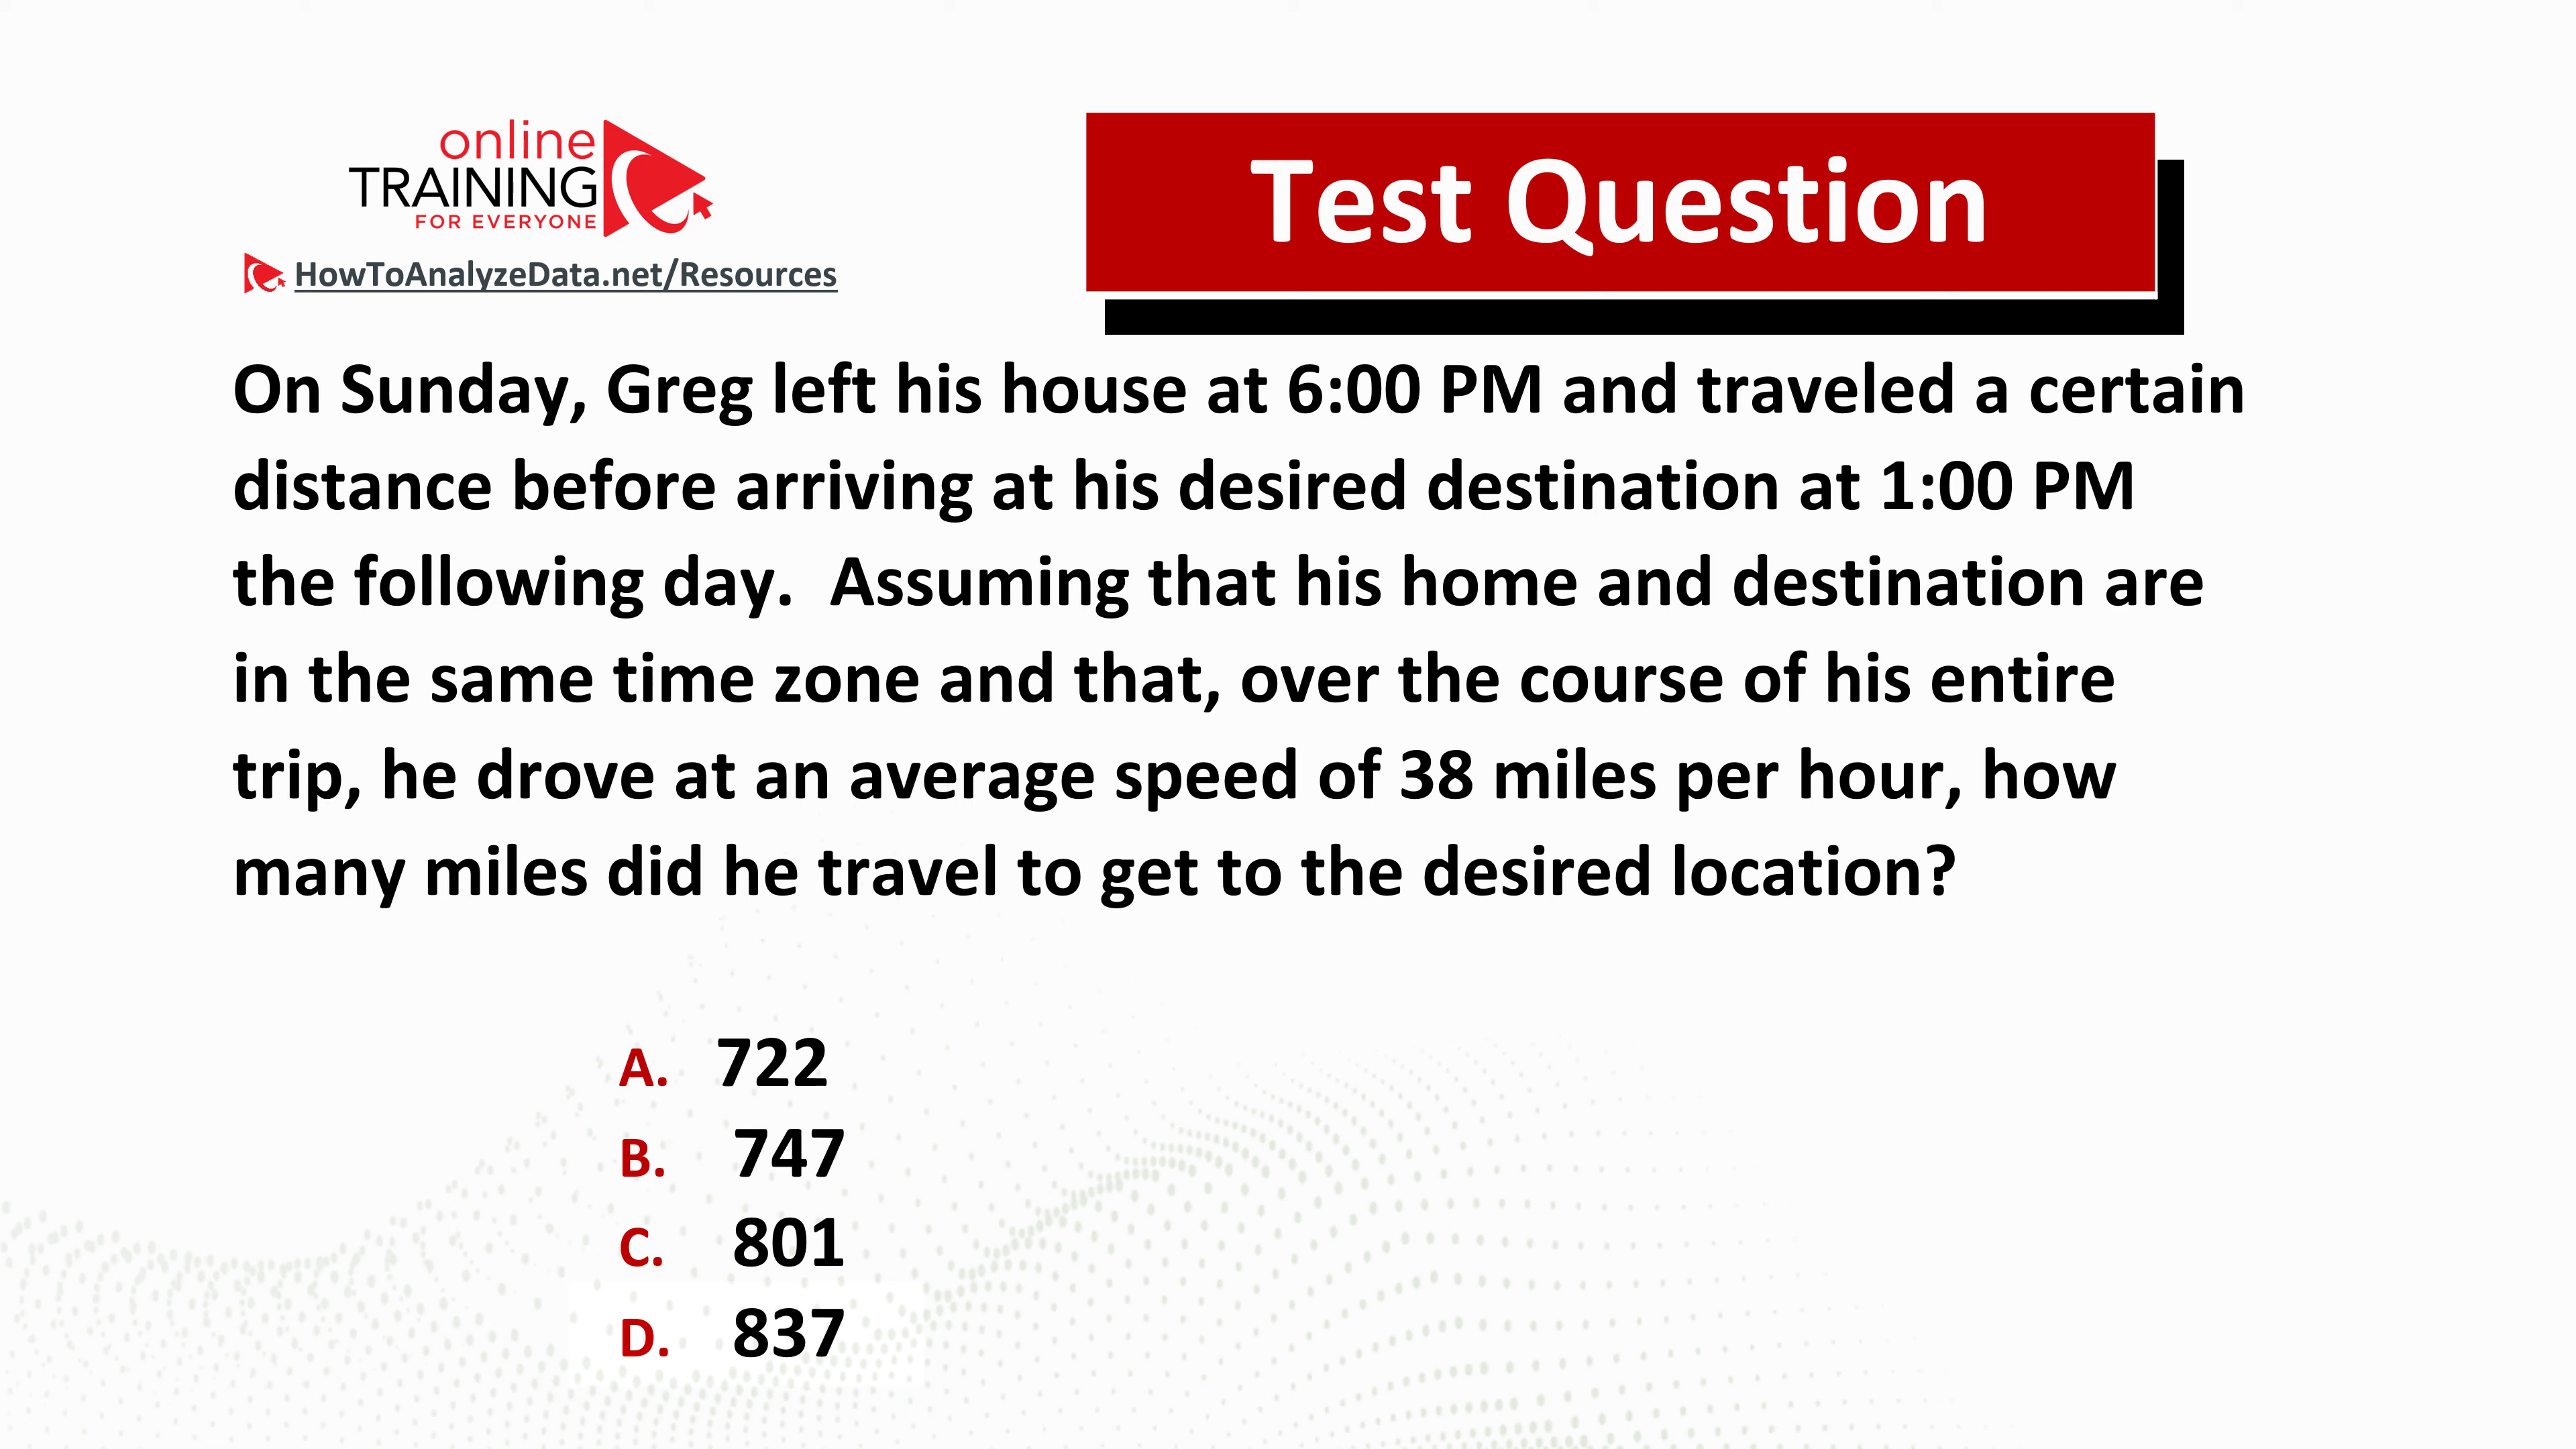 online
TRAINING
FOR EVERYONE
HowToAnalyzeData.net/Resources
Test Question
On Sunday, Greg left his house at 6:00 PM and traveled a certain
distance before arriving at his desired destination at 1:00 PM
the following day.  Assuming that his home and destination are
in the same time zone and that, over the course of his entire
trip, he drove at an average speed of 38 miles per hour, how
many miles did he travel to get to the desired location?
A. 722
B. 747
C. 801
D. 837